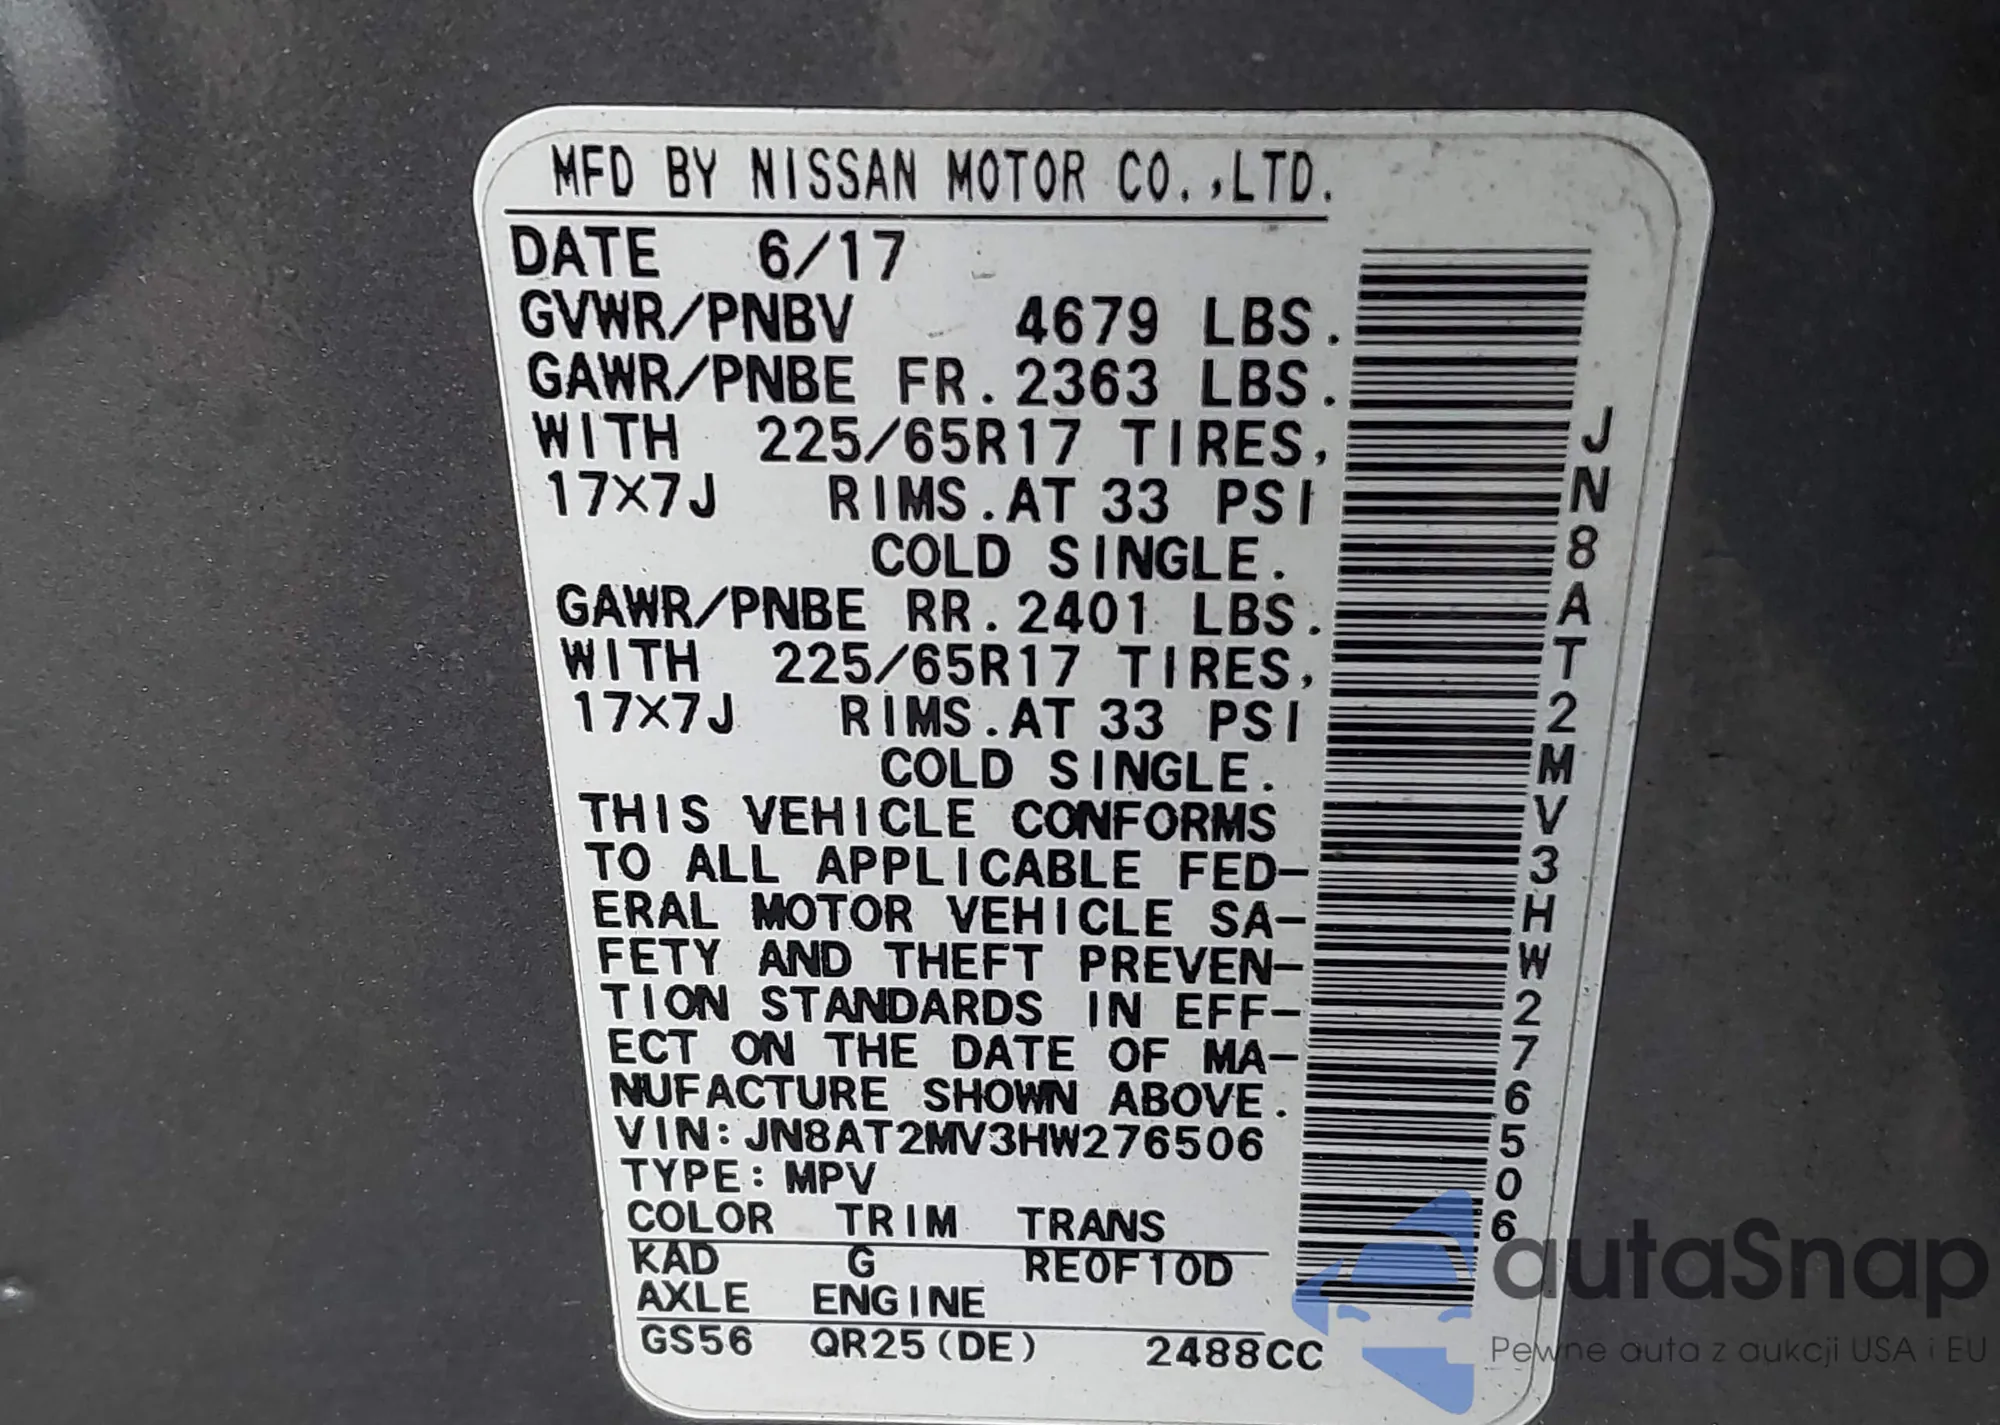 MFD BY NISSAN MOTOR CO.,LTD.
DATE 6/17
GVWR/PNBV 4679 LBS.
GAWR/PNBE FR.2363 LBS.
WITH 225/65R17 TIRES,
17X7J RIMS.AT 33 PSI
COLD SINGLE.
GAWR/PNBE RR.2401 LBS.
WITH 225/65R17 TIRES,
17X7J RIMS.AT 33 PSI
COLD SINGLE.
THIS VEHICLE CONFORMS
TO ALL APPLICABLE FED-
ERAL MOTOR VEHICLE SA-
FETY AND THEFT PREVEN-
TION STANDARDS IN EFF-
ECT ON THE DATE OF MA-
NUFACTURE SHOWN ABOVE.
VIN:JN8AT2MV3HW276506
TYPE:MPV
COLOR TRIM TRANS
KAD G RE0F10D
AXLE ENGINE
GS56 QR25(DE) 2488CC
JN8AT2MV3HW276506
autaSnap
Pewne auta z aukcji USA i EU